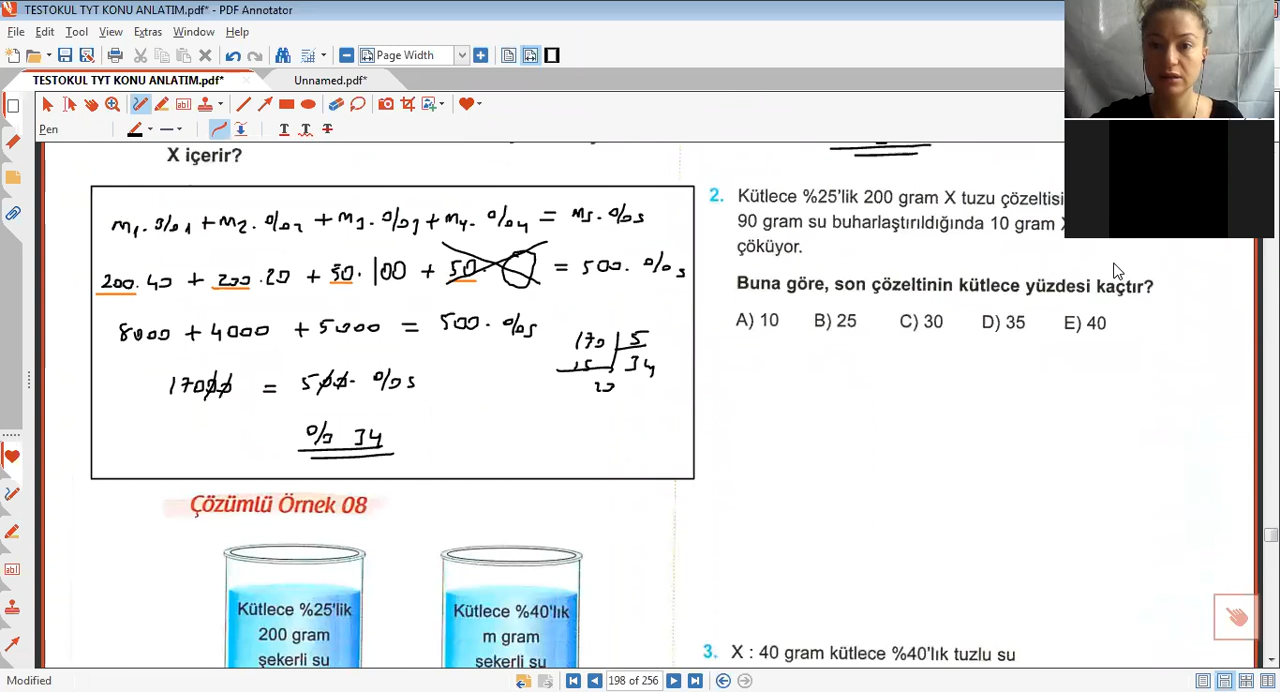 TESTOKUL TYT KONU ANLATIM.pdf* - PDF Annotator
File Edit Tool View Extras Window Help
Page Width
TESTOKUL TYT KONU ANLATIM.pdf* Unnamed.pdf*
Pen
X içerir?
m₁.%₁ + m₂.%₂ + m₃.%₃ + m₄.%₄ = ms.%s
200.40 + 200.20 + 50.100 + 50.0 = 500.%s
8000 + 4000 + 5000 = 500.%s
17000 = 500.%s
% 34
170 5
15 34
20
Çözümlü Örnek 08
Kütlece %25'lik
200 gram
şekerli su
Kütlece %40'lık
m gram
şekerli su
2. Kütlece %25'lik 200 gram X tuzu çözeltisi
90 gram su buharlaştırıldığında 10 gram
çöküyor.
Buna göre, son çözeltinin kütlece yüzdesi kaçtır?
A) 10 B) 25 C) 30 D) 35 E) 40
3. X : 40 gram kütlece %40'lık tuzlu su
Modified
198 of 256